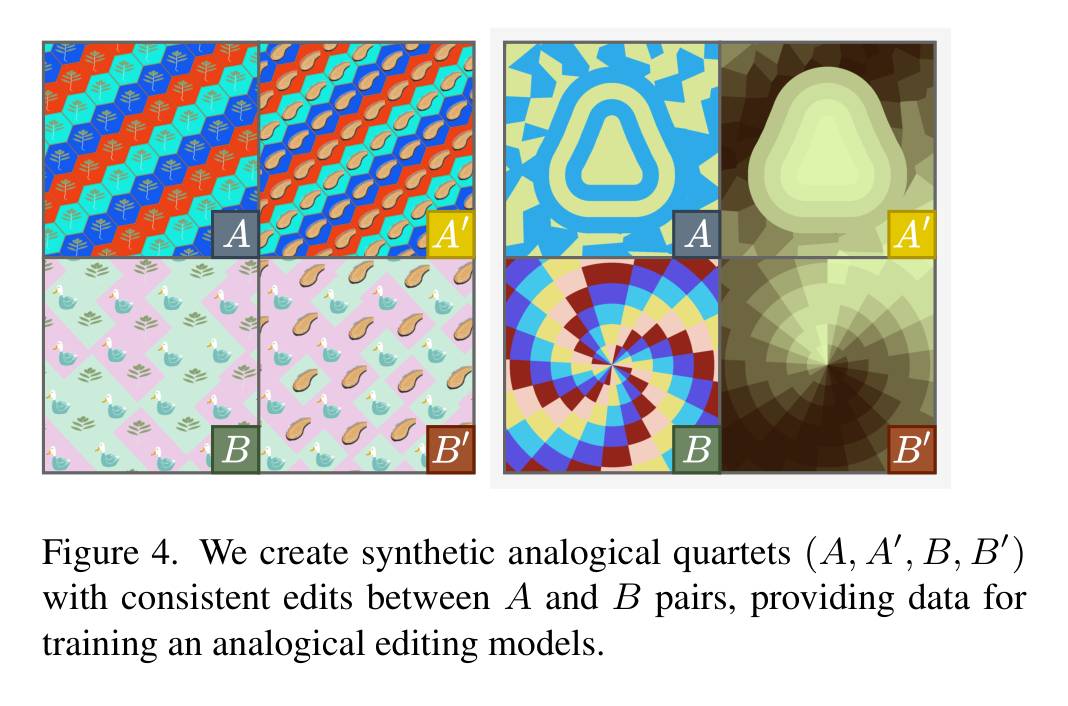 A A′ A A′
B B′ B B′
Figure 4. We create synthetic analogical quartets (A, A′, B, B′)
with consistent edits between A and B pairs, providing data for
training an analogical editing models.